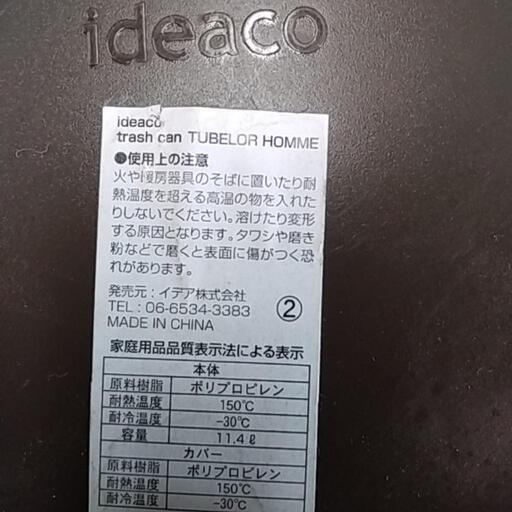 ideaco
ideaco
trash can TUBELOR HOMME
●使用上の注意
火や暖房器具のそばに置いたり耐
熱温度を超える高温の物を入れた
りしないでください。溶けたり変形
する原因となります。タワシや磨き
粉などで磨くと表面に傷がつく恐
れがあります。
発売元：イデア株式会社
TEL：06-6534-3383
MADE IN CHINA
②
家庭用品品質表示法による表示
本体
原料樹脂 ポリプロピレン
耐熱温度 150℃
耐冷温度 -30℃
容量 11.4ℓ
カバー
原料樹脂 ポリプロピレン
耐熱温度 150℃
耐冷温度 -30℃